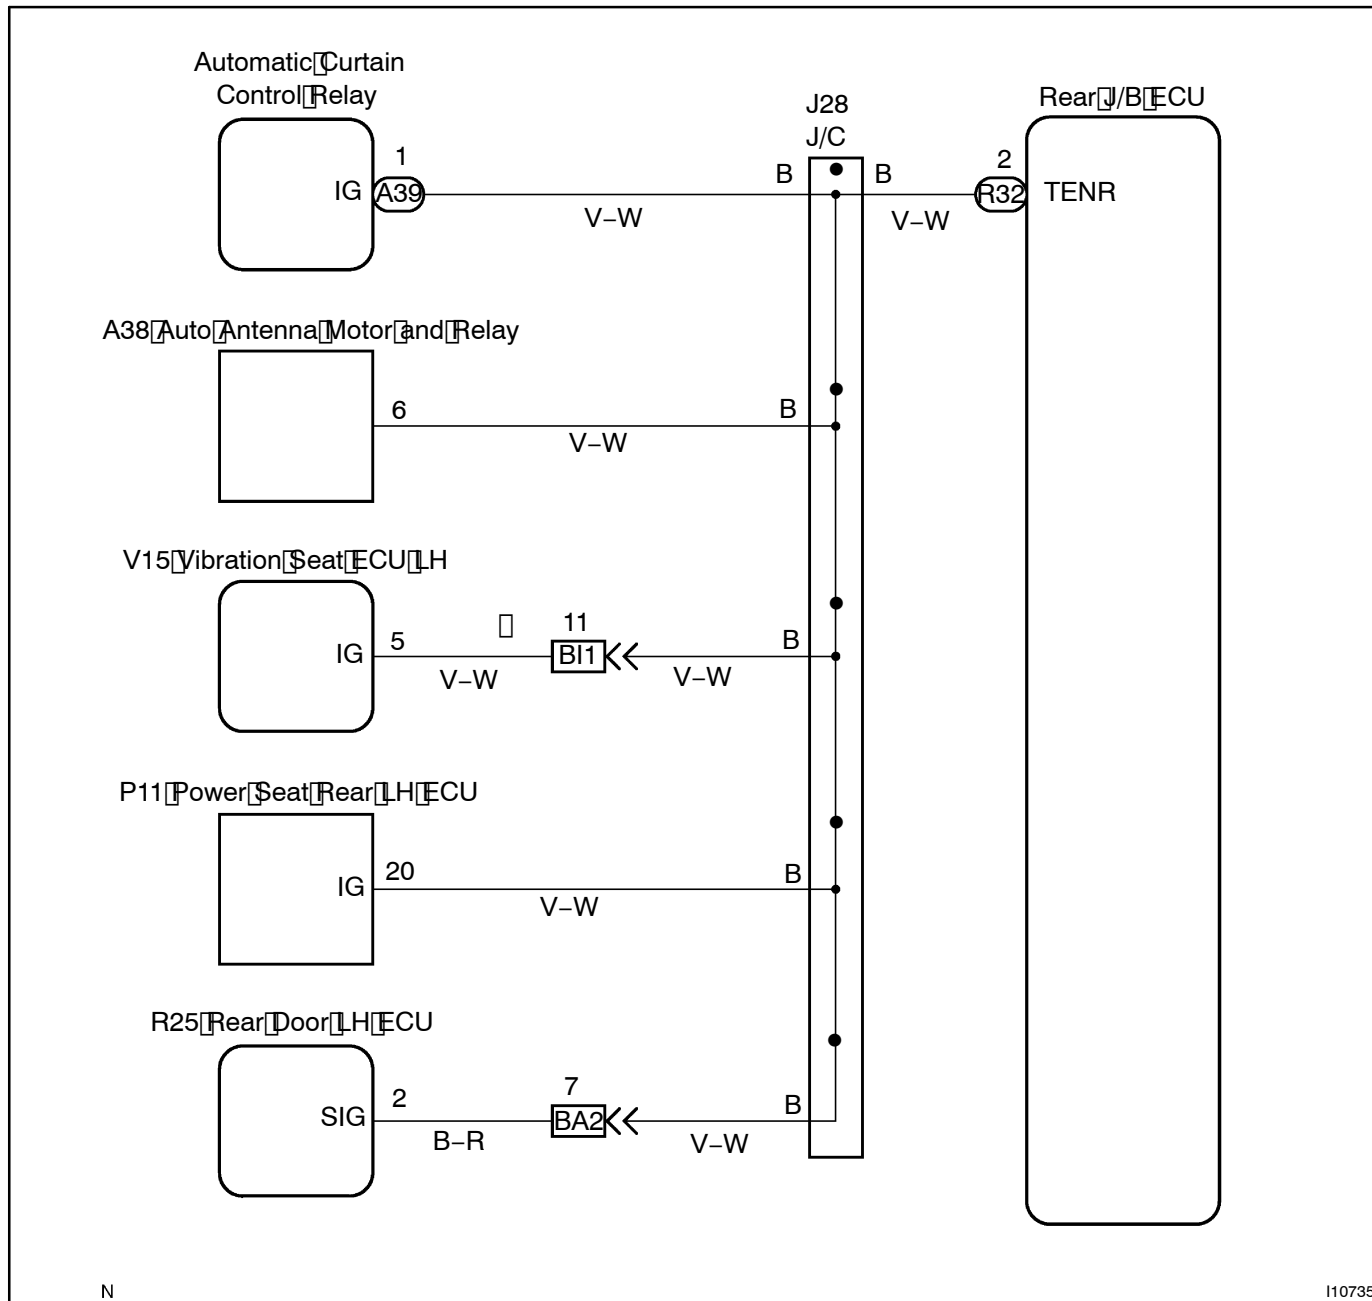 Automatic Curtain
Control Relay
IG
1
A39
V–W
B
J28
J/C
B
V–W
2
R32
Rear J/B ECU
TENR
A38 Auto Antenna Motor and Relay
6
V–W
B
V15 Vibration Seat ECU LH
IG
5
V–W
11
BI1
V–W
B
P11 Power Seat Rear LH ECU
IG
20
V–W
B
R25 Rear Door LH ECU
SIG
2
B–R
7
BA2
V–W
B
N
I10735